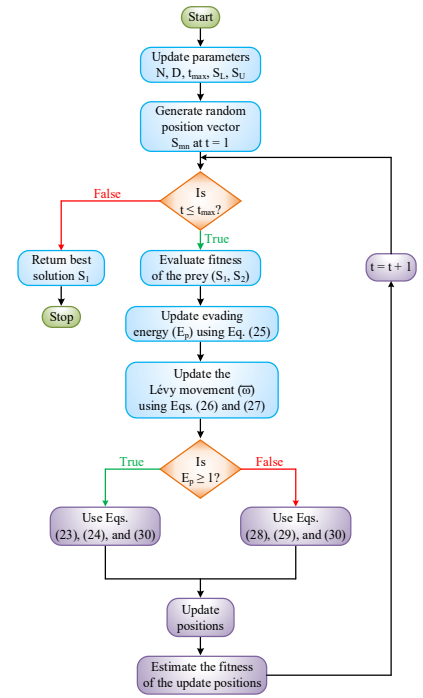 Start
Update parameters
N, D, tmax, SL, SU
Generate random
position vector
Smn at t = 1
Is
t ≤ tmax?
False
True
Return best
solution S1
Stop
Evaluate fitness
of the prey (S1, S2)
t = t + 1
Update evading
energy (Ep) using Eq. (25)
Update the
Lévy movement (ϖ)
using Eqs. (26) and (27)
Is
Ep ≥ 1?
True
False
Use Eqs.
(23), (24), and (30)
Use Eqs.
(28), (29), and (30)
Update
positions
Estimate the fitness
of the update positions